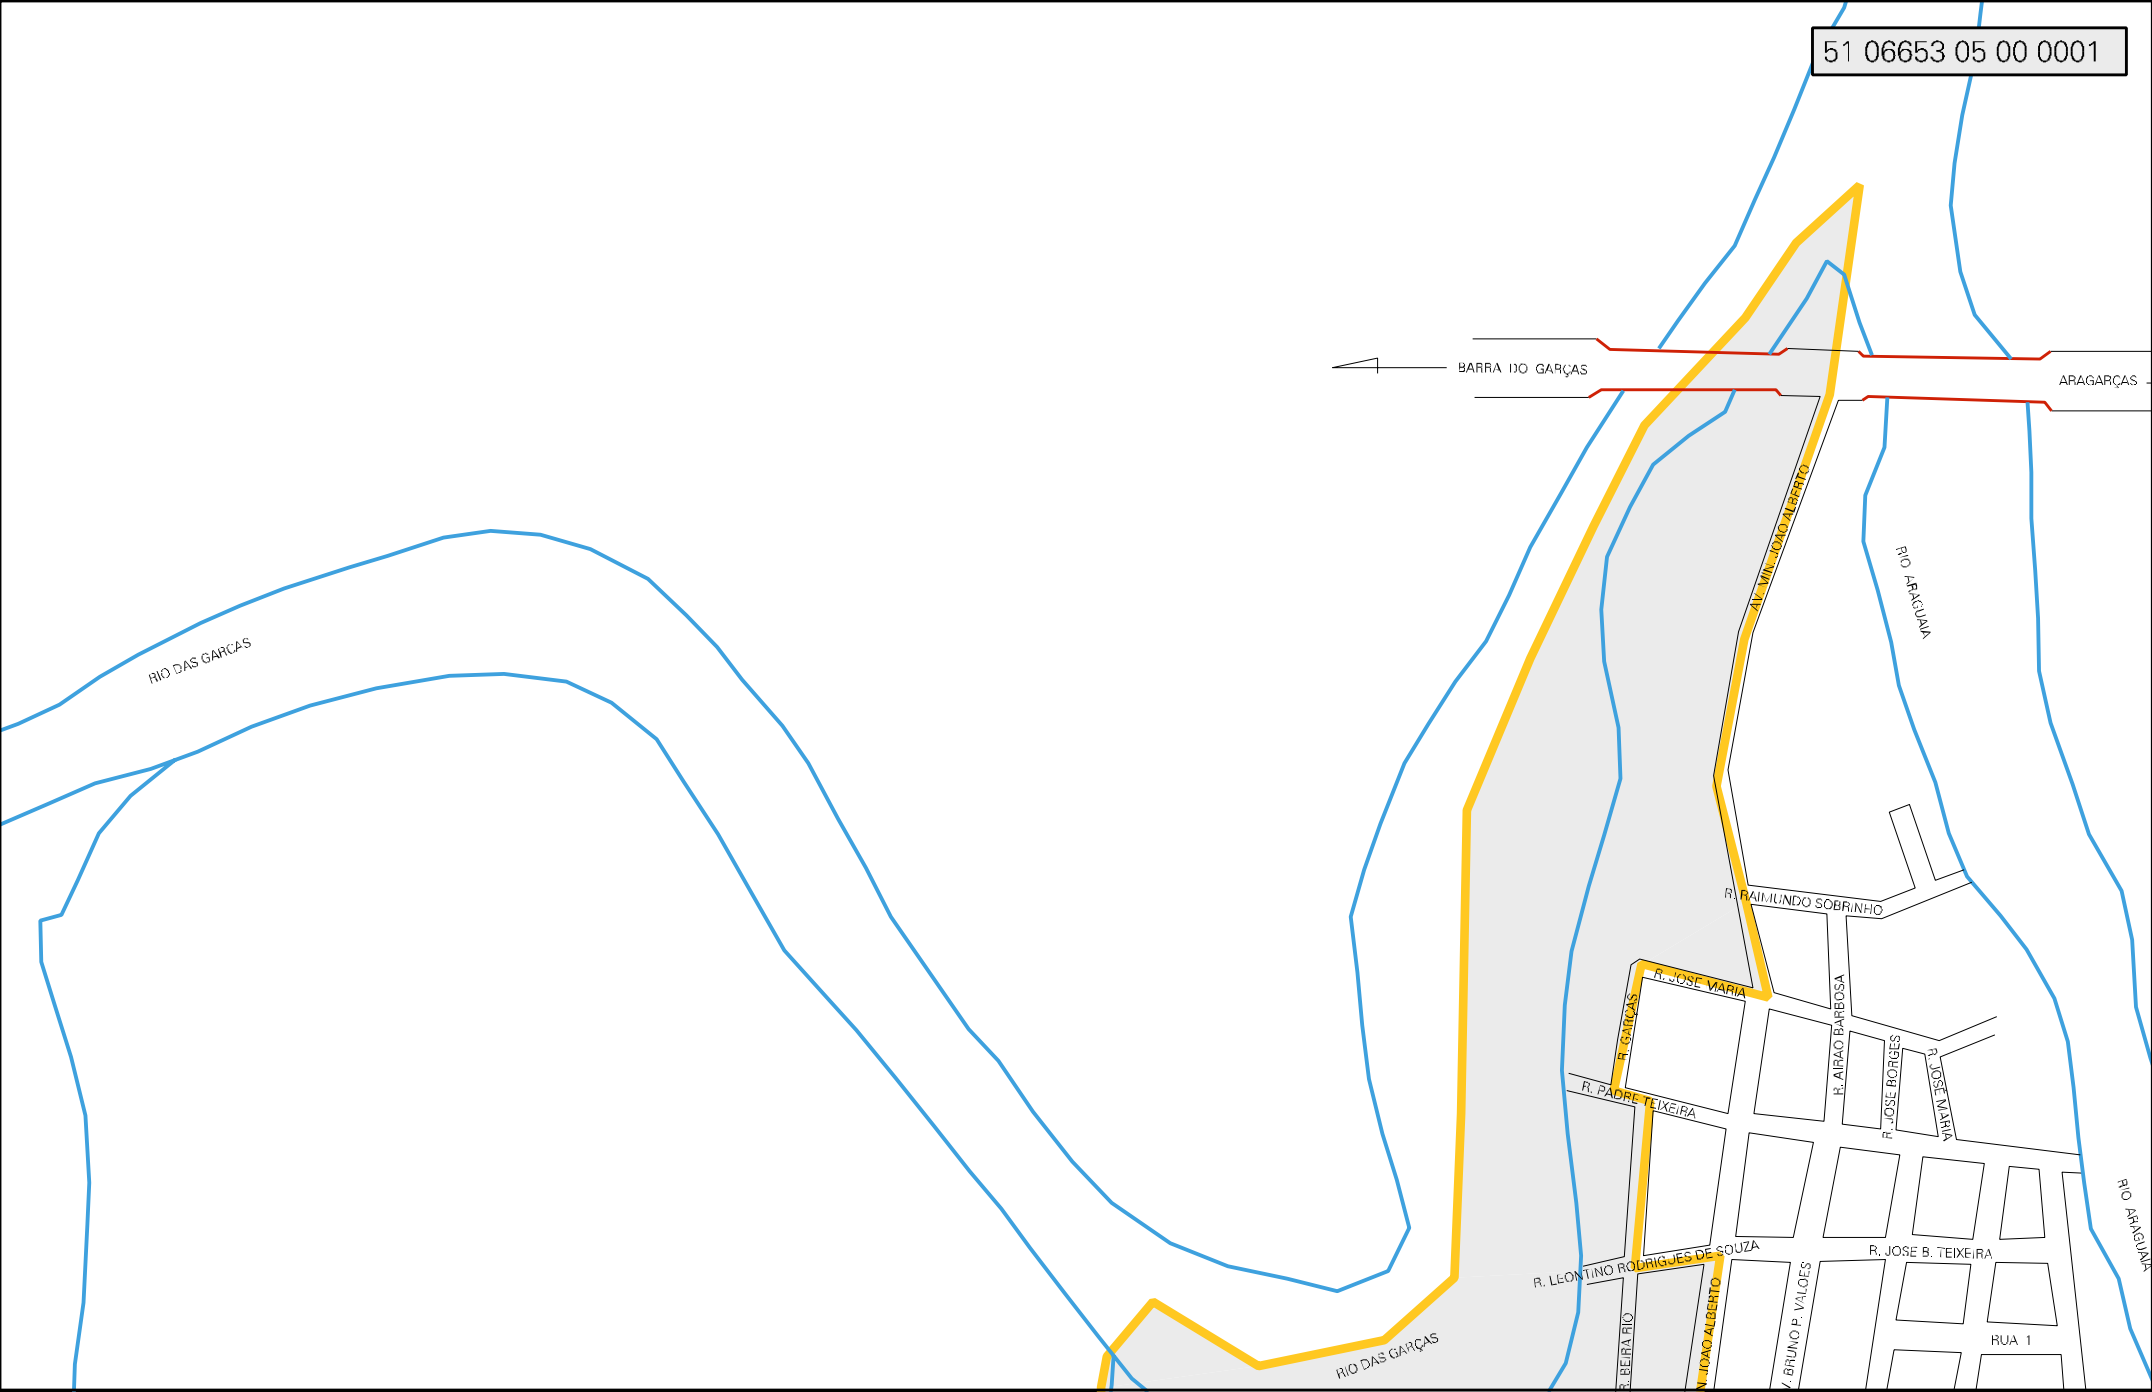 51 06653 05 00 0001
BARRA DO GARÇAS
ARAGARÇAS
AV. MIN. JOAO ALBERTO
RIO ARAGUAIA
RIO DAS GARCAS
R. RAIMUNDO SOBRINHO
R. JOSE MARIA
R. GARÇAS
R. AIRAO BARBOSA
R. JOSE BORGES
R. JOSÉ MARIA
R. PADRE TEIXEIRA
RIO ARAGUAIA
R. LEONTINO RODRIGUES DE SOUZA
R. JOSE B. TEIXEIRA
R. BEIRA RIO
N. JOAO ALBERTO
V. BRUNO P. VALOES
RUA 1
RIO DAS GARÇAS